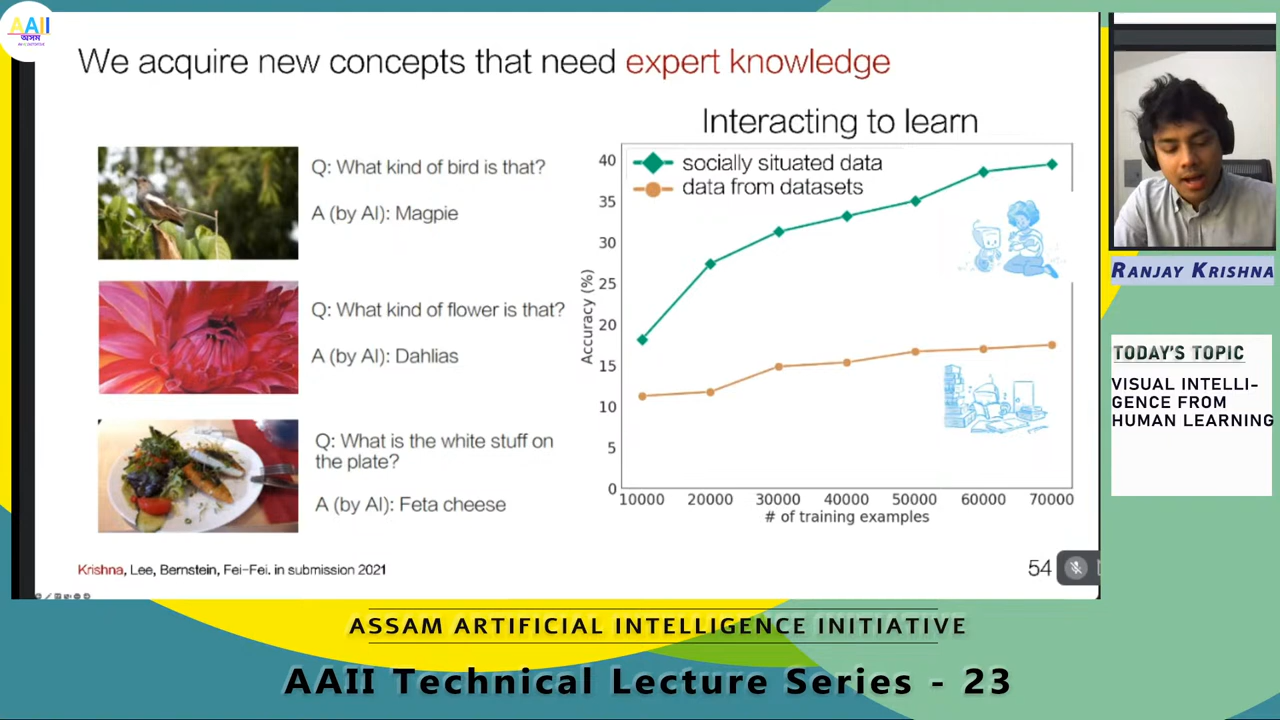 AAII
অসম
We acquire new concepts that need expert knowledge
Q: What kind of bird is that?
A (by AI): Magpie
Q: What kind of flower is that?
A (by AI): Dahlias
Q: What is the white stuff on
the plate?
A (by AI): Feta cheese
Interacting to learn
socially situated data
data from datasets
Accuracy (%)
40
35
30
25
20
15
10
5
0
10000 20000 30000 40000 50000 60000 70000
# of training examples
Krishna, Lee, Bernstein, Fei-Fei. in submission 2021
54
RANJAY KRISHNA
TODAY'S TOPIC
VISUAL INTELLI-
GENCE FROM
HUMAN LEARNING
ASSAM ARTIFICIAL INTELLIGENCE INITIATIVE
AAII Technical Lecture Series - 23